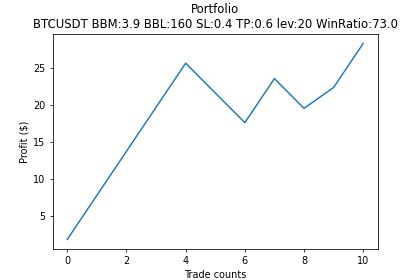 Portfolio
BTCUSDT BBM:3.9 BBL:160 SL:0.4 TP:0.6 lev:20 WinRatio:73.0
25
20
15
10
5
Profit ($)
0 2 4 6 8 10
Trade counts